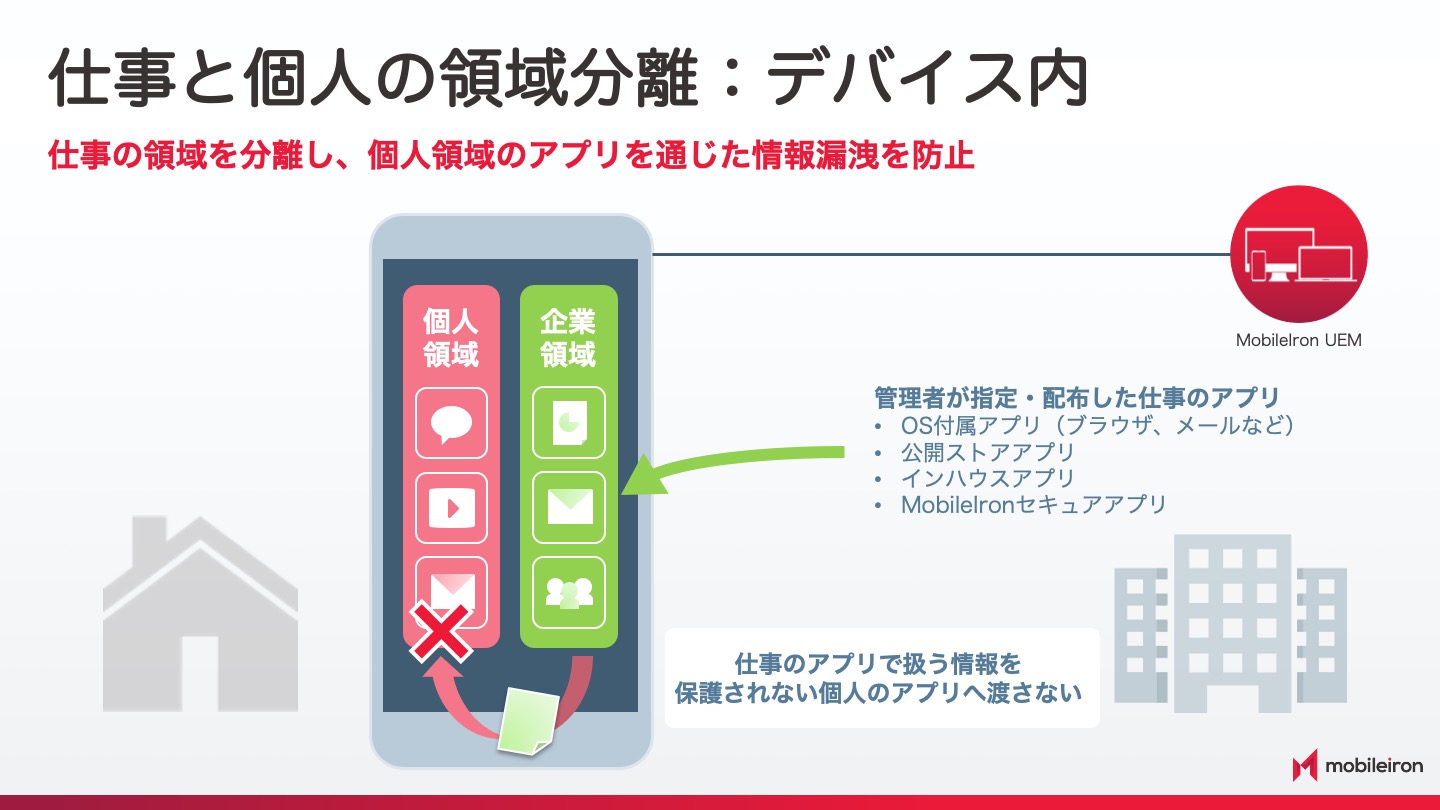 仕事と個人の領域分離：デバイス内
仕事の領域を分離し、個人領域のアプリを通じた情報漏洩を防止
個人
領域
企業
領域
MobileIron UEM
管理者が指定・配布した仕事のアプリ
• OS付属アプリ（ブラウザ、メールなど）
• 公開ストアアプリ
• インハウスアプリ
• MobileIronセキュアアプリ
仕事のアプリで扱う情報を
保護されない個人のアプリへ渡さない
mobileiron